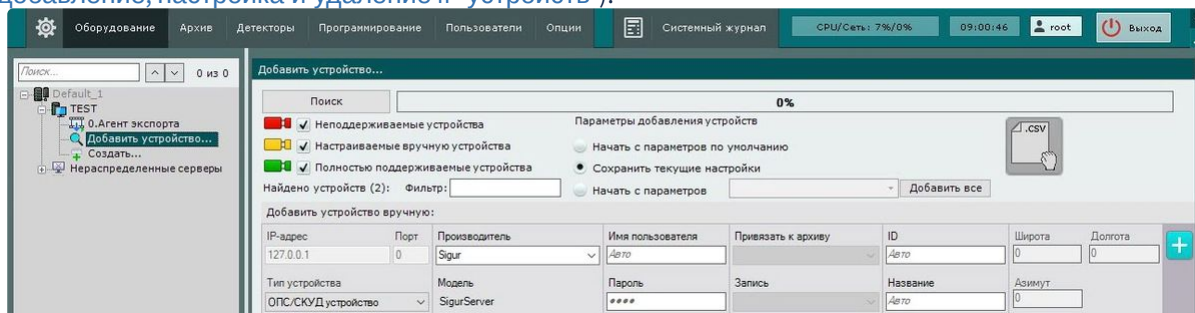 добавление, настройка и удаление IP-устройств").
Оборудование Архив Детекторы Программирование Пользователи Опции Системный журнал CPU/Сеть: 7%/0% 09:00:46 root Выход
Поиск... 0 из 0
Default_1
TEST
0.Агент экспорта
Добавить устройство...
Создать...
Нераспределенные серверы
Добавить устройство...
Поиск 0%
Неподдерживаемые устройства
Настраиваемые вручную устройства
Полностью поддерживаемые устройства
Параметры добавления устройств
Начать с параметров по умолчанию
Сохранить текущие настройки
Начать с параметров Добавить все
.CSV
Найдено устройств (2): Фильтр:
Добавить устройство вручную:
IP-адрес Порт Производитель Имя пользователя Привязать к архиву ID Широта Долгота
127.0.0.1 0 Sigur Авто Авто 0 0
Тип устройства Модель Пароль Запись Название Азимут
ОПС/СКУД устройство SigurServer **** Авто 0